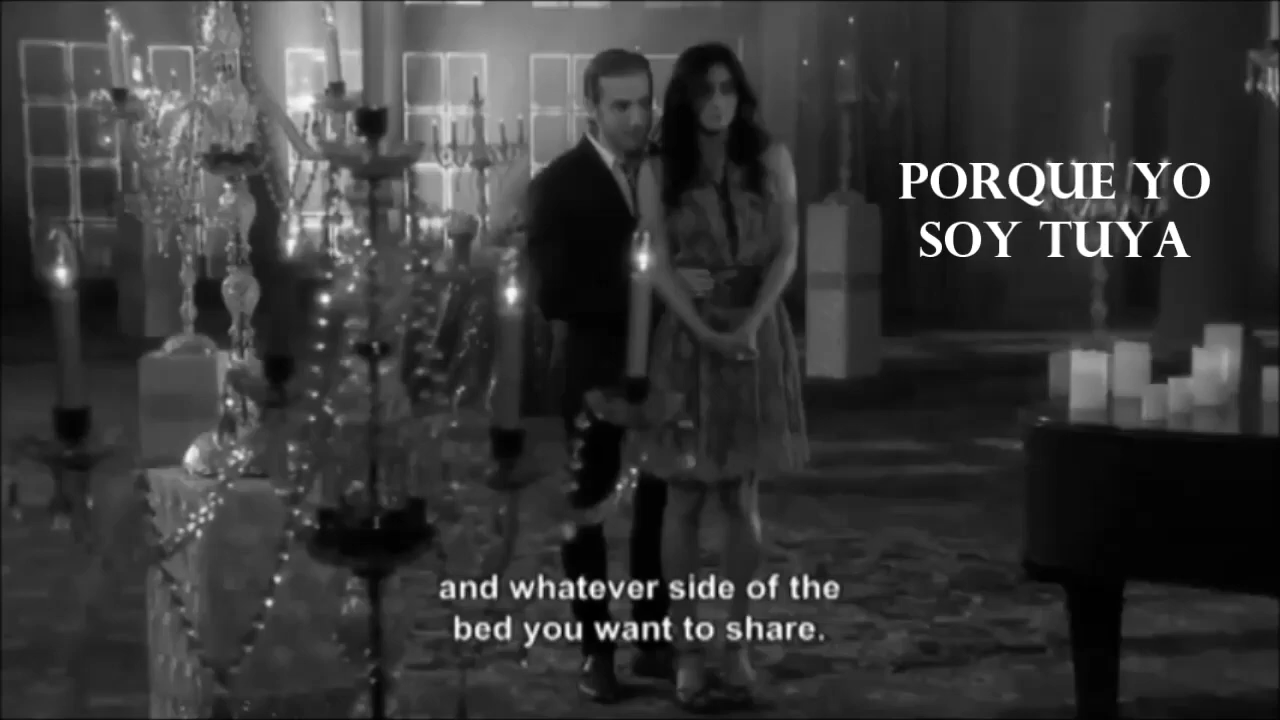 PORQUE YO
SOY TUYA
and whatever side of the
bed you want to share.